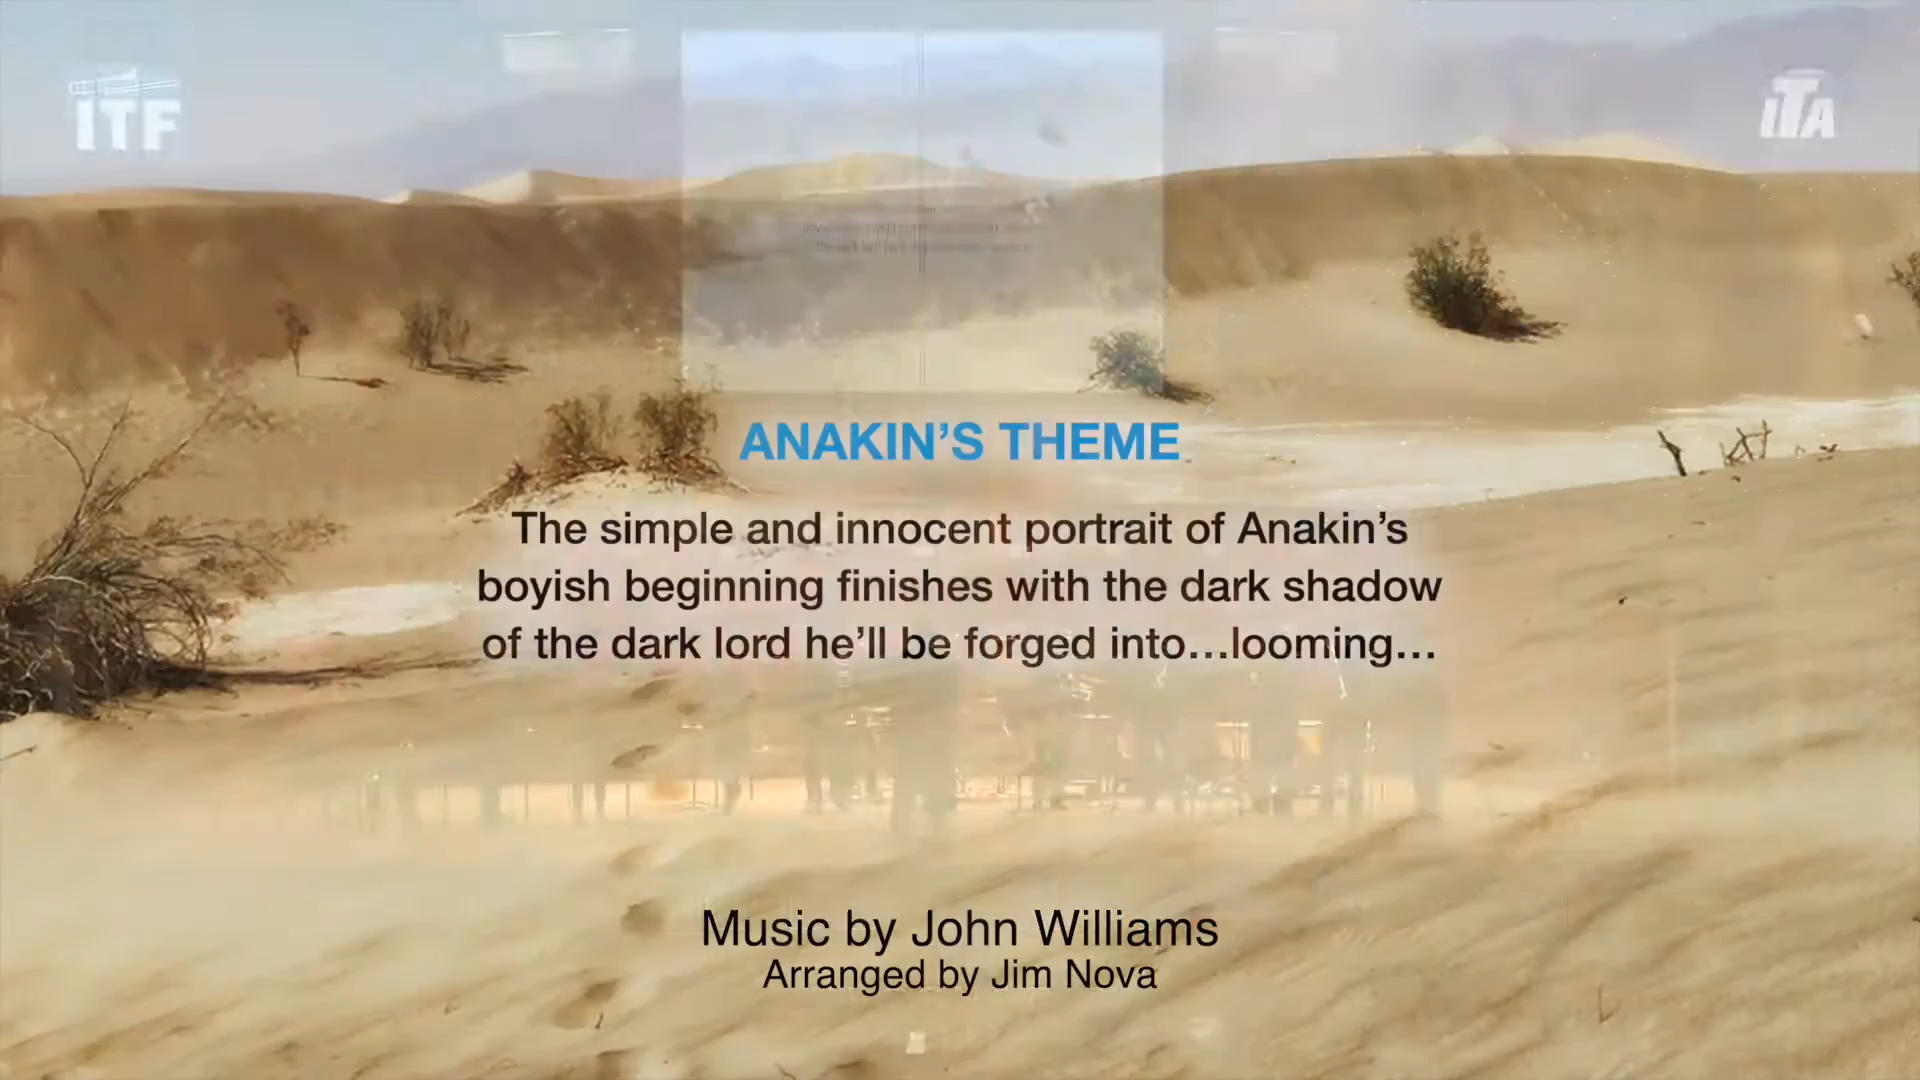 ITF
ITA
ANAKIN’S THEME
The simple and innocent portrait of Anakin’s
boyish beginning finishes with the dark shadow
of the dark lord he’ll be forged into…looming…
Music by John Williams
Arranged by Jim Nova